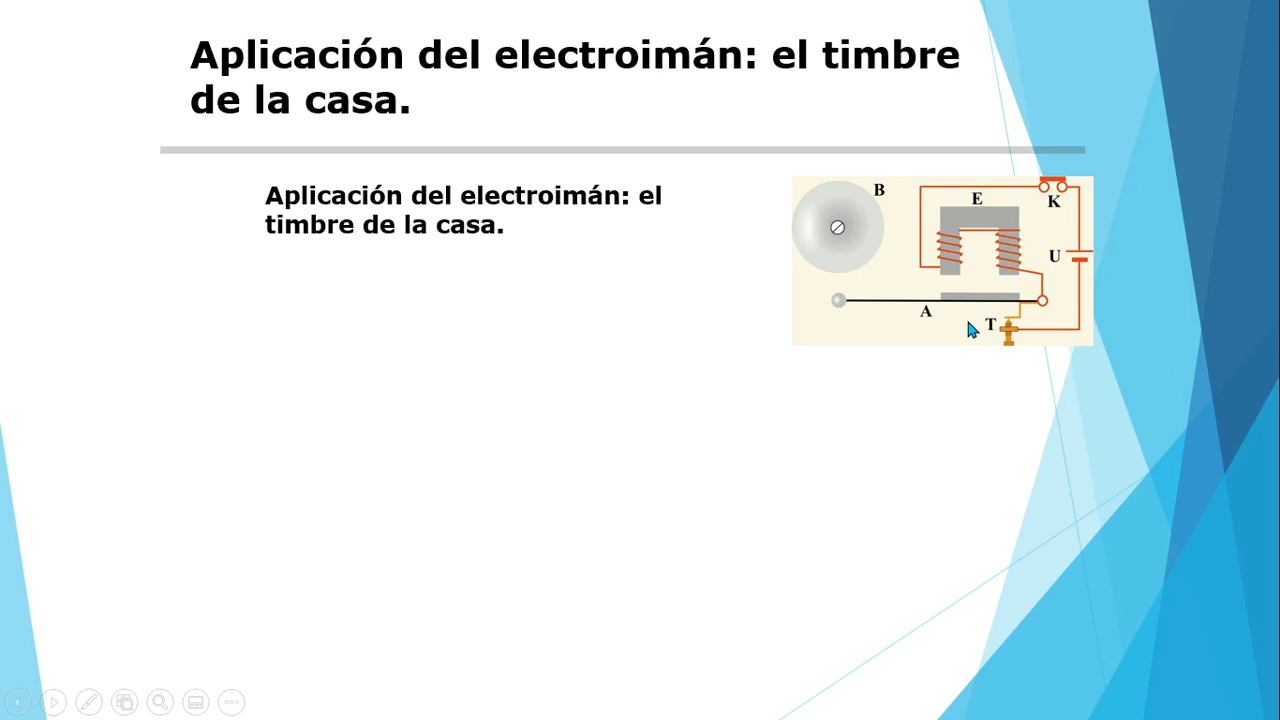 Aplicación del electroimán: el timbre
de la casa.
Aplicación del electroimán: el
timbre de la casa.
B
E
K
U
A
T